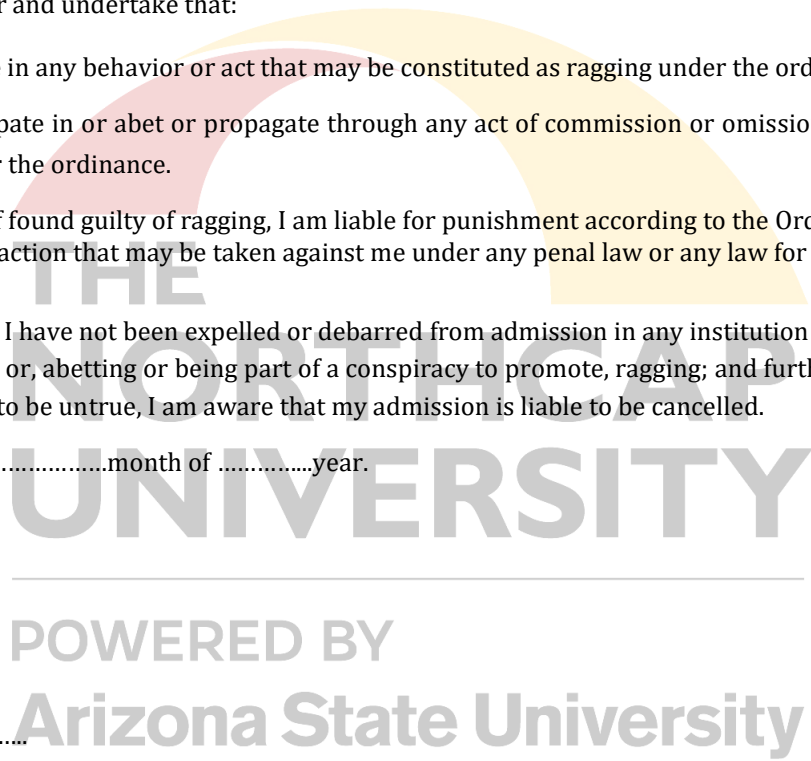 r and undertake that:
e in any behavior or act that may be constituted as ragging under the ord
pate in or abet or propagate through any act of commission or omissio
r the ordinance.
f found guilty of ragging, I am liable for punishment according to the Ord
action that may be taken against me under any penal law or any law for
THE
I have not been expelled or debarred from admission in any institution
NORTHCAP
or, abetting or being part of a conspiracy to promote, ragging; and furth
to be untrue, I am aware that my admission is liable to be cancelled.
………………month of …………...year.
UNIVERSITY
POWERED BY
Arizona State University
…..